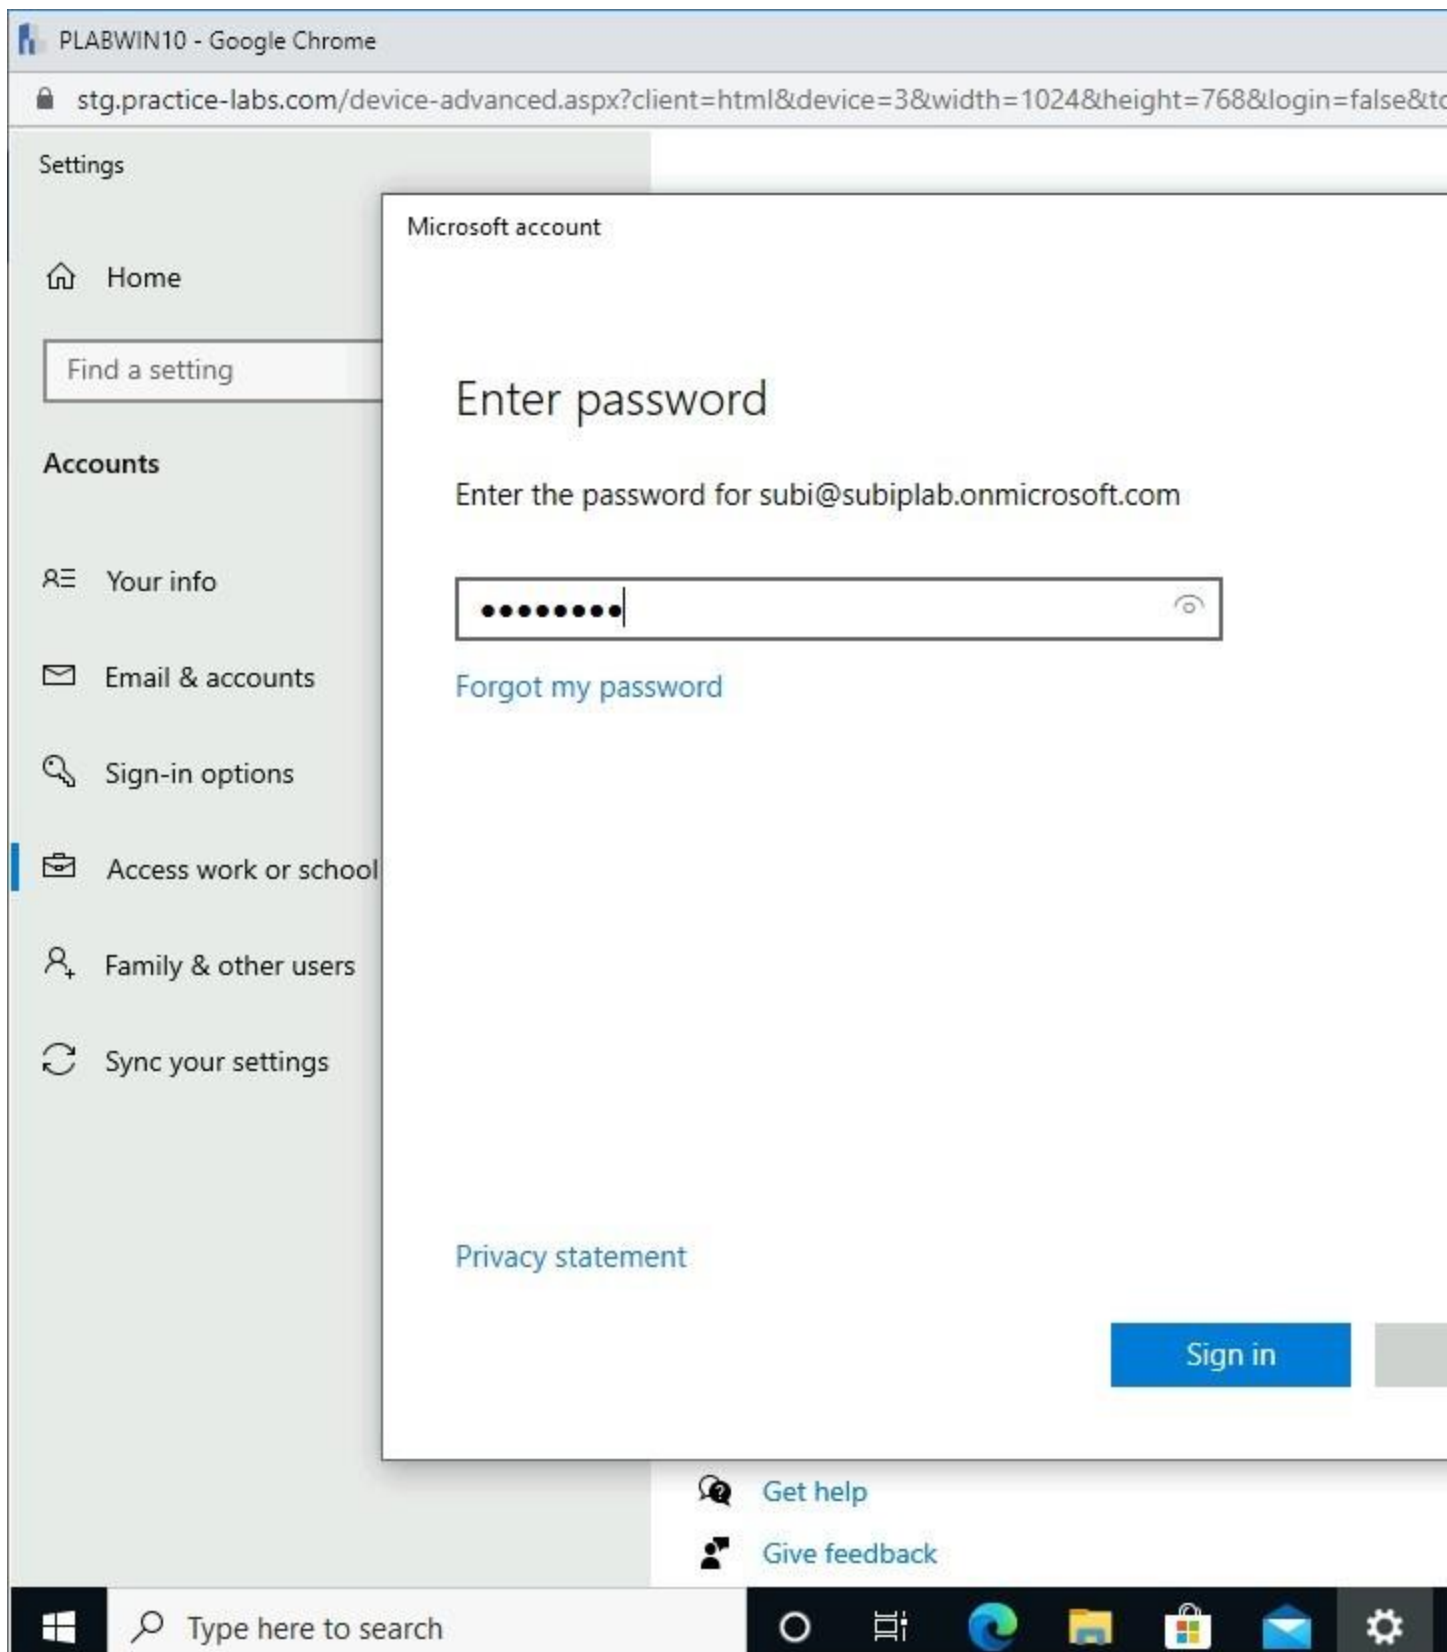 PLABWIN10 - Google Chrome
stg.practice-labs.com/device-advanced.aspx?client=html&device=3&width=1024&height=768&login=false&to
Settings
Microsoft account
Home
Find a setting
Enter password
Accounts
Enter the password for subi@subiplab.onmicrosoft.com
Your info
Forgot my password
Email & accounts
Sign-in options
Access work or school
Family & other users
Sync your settings
Privacy statement
Sign in
Get help
Give feedback
Type here to search